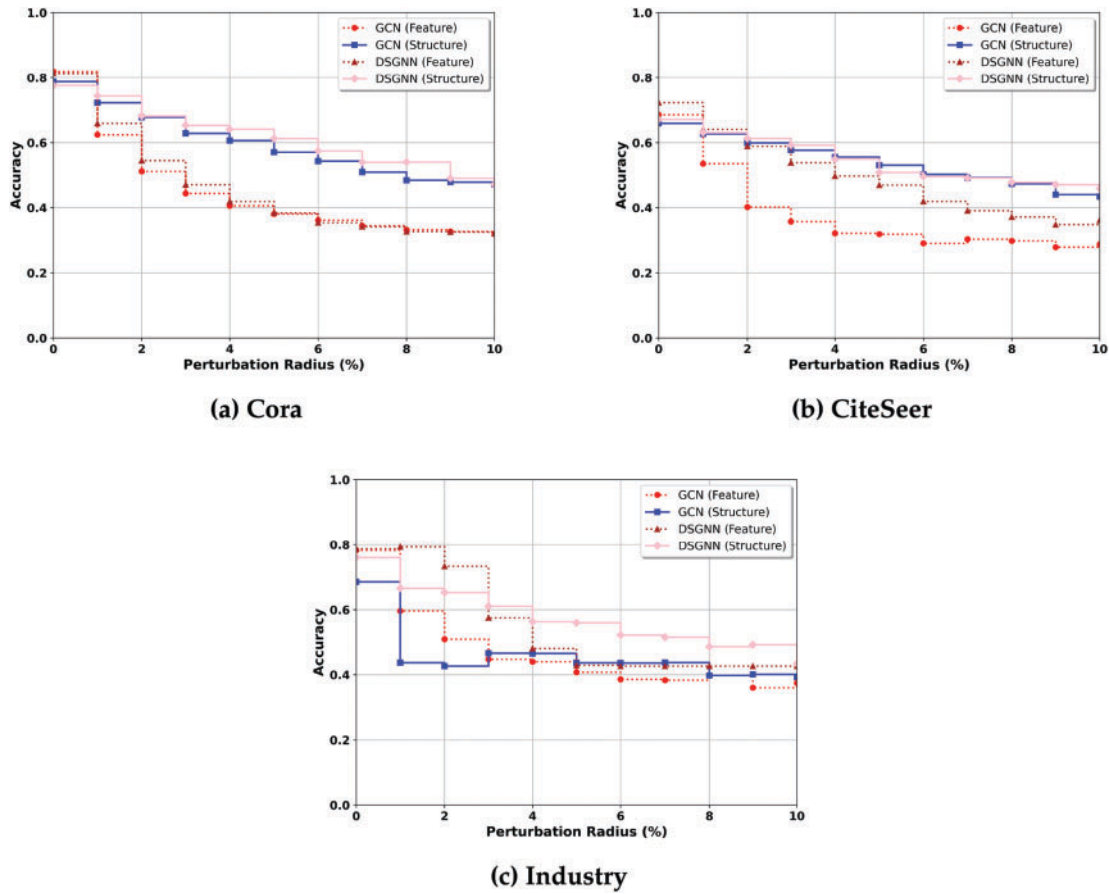 1.0
0.8
0.6
0.4
0.2
0.0
Accuracy
0 2 4 6 8 10
Perturbation Radius (%)
GCN (Feature)
GCN (Structure)
DSGNN (Feature)
DSGNN (Structure)
(a) Cora
1.0
0.8
0.6
0.4
0.2
0.0
Accuracy
0 2 4 6 8 10
Perturbation Radius (%)
GCN (Feature)
GCN (Structure)
DSGNN (Feature)
DSGNN (Structure)
(b) CiteSeer
1.0
0.8
0.6
0.4
0.2
0.0
Accuracy
0 2 4 6 8 10
Perturbation Radius (%)
GCN (Feature)
GCN (Structure)
DSGNN (Feature)
DSGNN (Structure)
(c) Industry